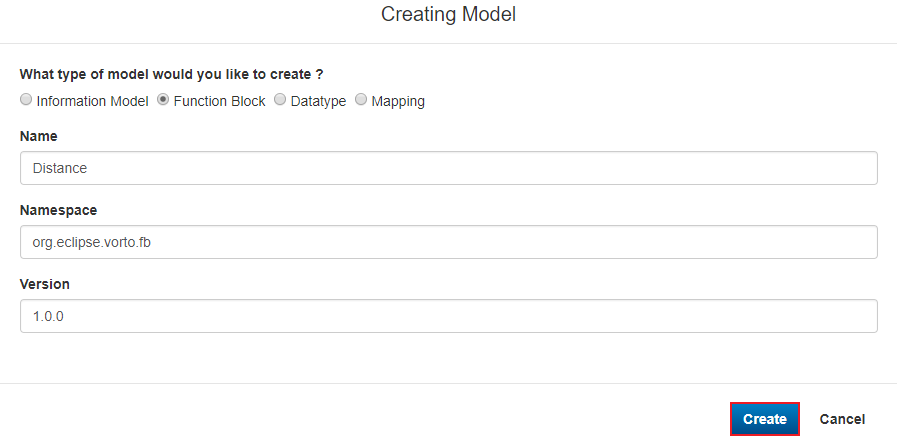 Creating Model
What type of model would you like to create ?
Information Model Function Block Datatype Mapping
Name
Distance
Namespace
org.eclipse.vorto.fb
Version
1.0.0
Create Cancel